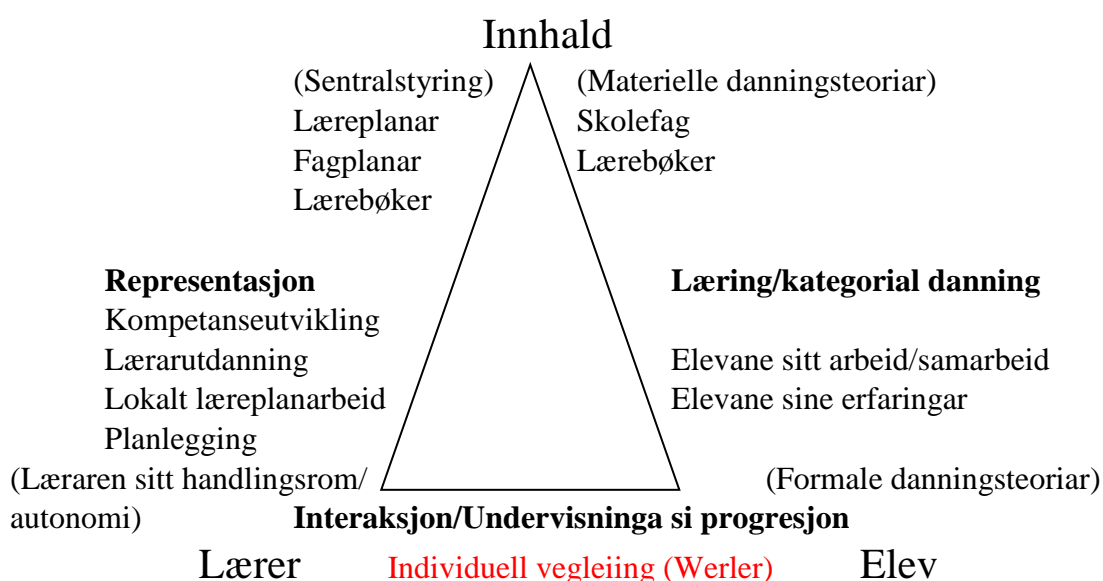 Innhald
(Sentralstyring)
Læreplanar
Fagplanar
Lærebøker
(Materielle danningsteoriar)
Skolefag
Lærebøker
Representasjon
Kompetanseutvikling
Lærarutdanning
Lokalt læreplanarbeid
Planlegging
(Læraren sitt handlingsrom/
autonomi)
Læring/kategorial danning
Elevane sitt arbeid/samarbeid
Elevane sine erfaringar
(Formale danningsteoriar)
Interaksjon/Undervisninga si progresjon
Lærer
Individuell vegleiing (Werler)
Elev